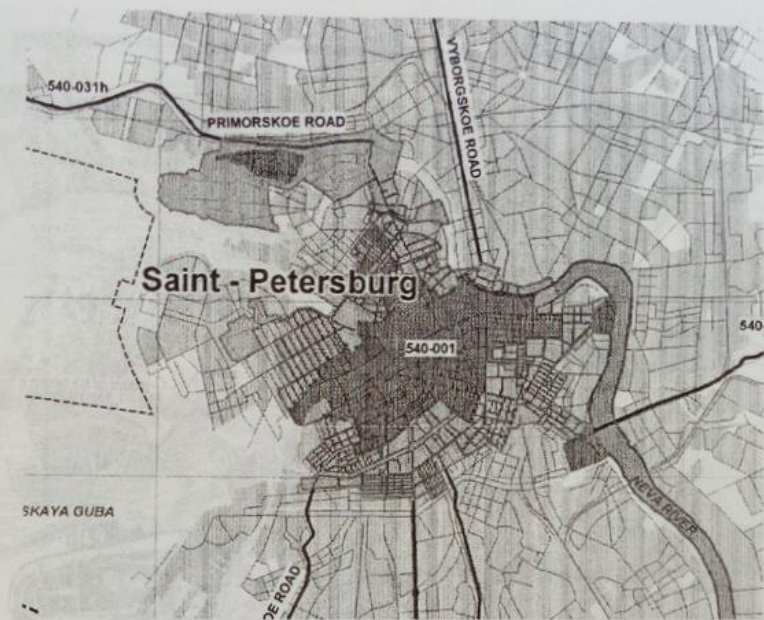 540-031h
PRIMORSKOE ROAD
VYBORGSKOE ROAD
Saint - Petersburg
540-001
540-
SKAYA GUBA
NEVA RIVER
OE ROAD
i